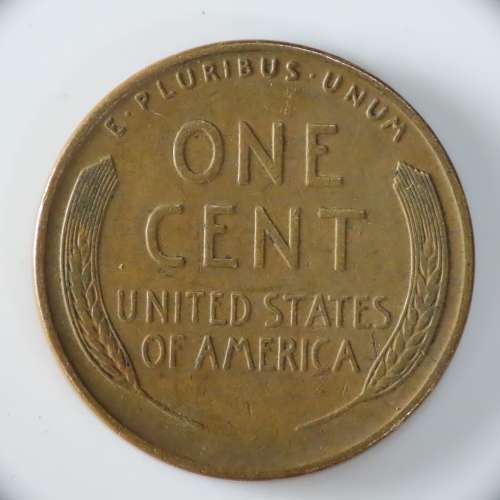 E·PLURIBUS·UNUM
ONE
CENT
UNITED STATES
OF AMERICA